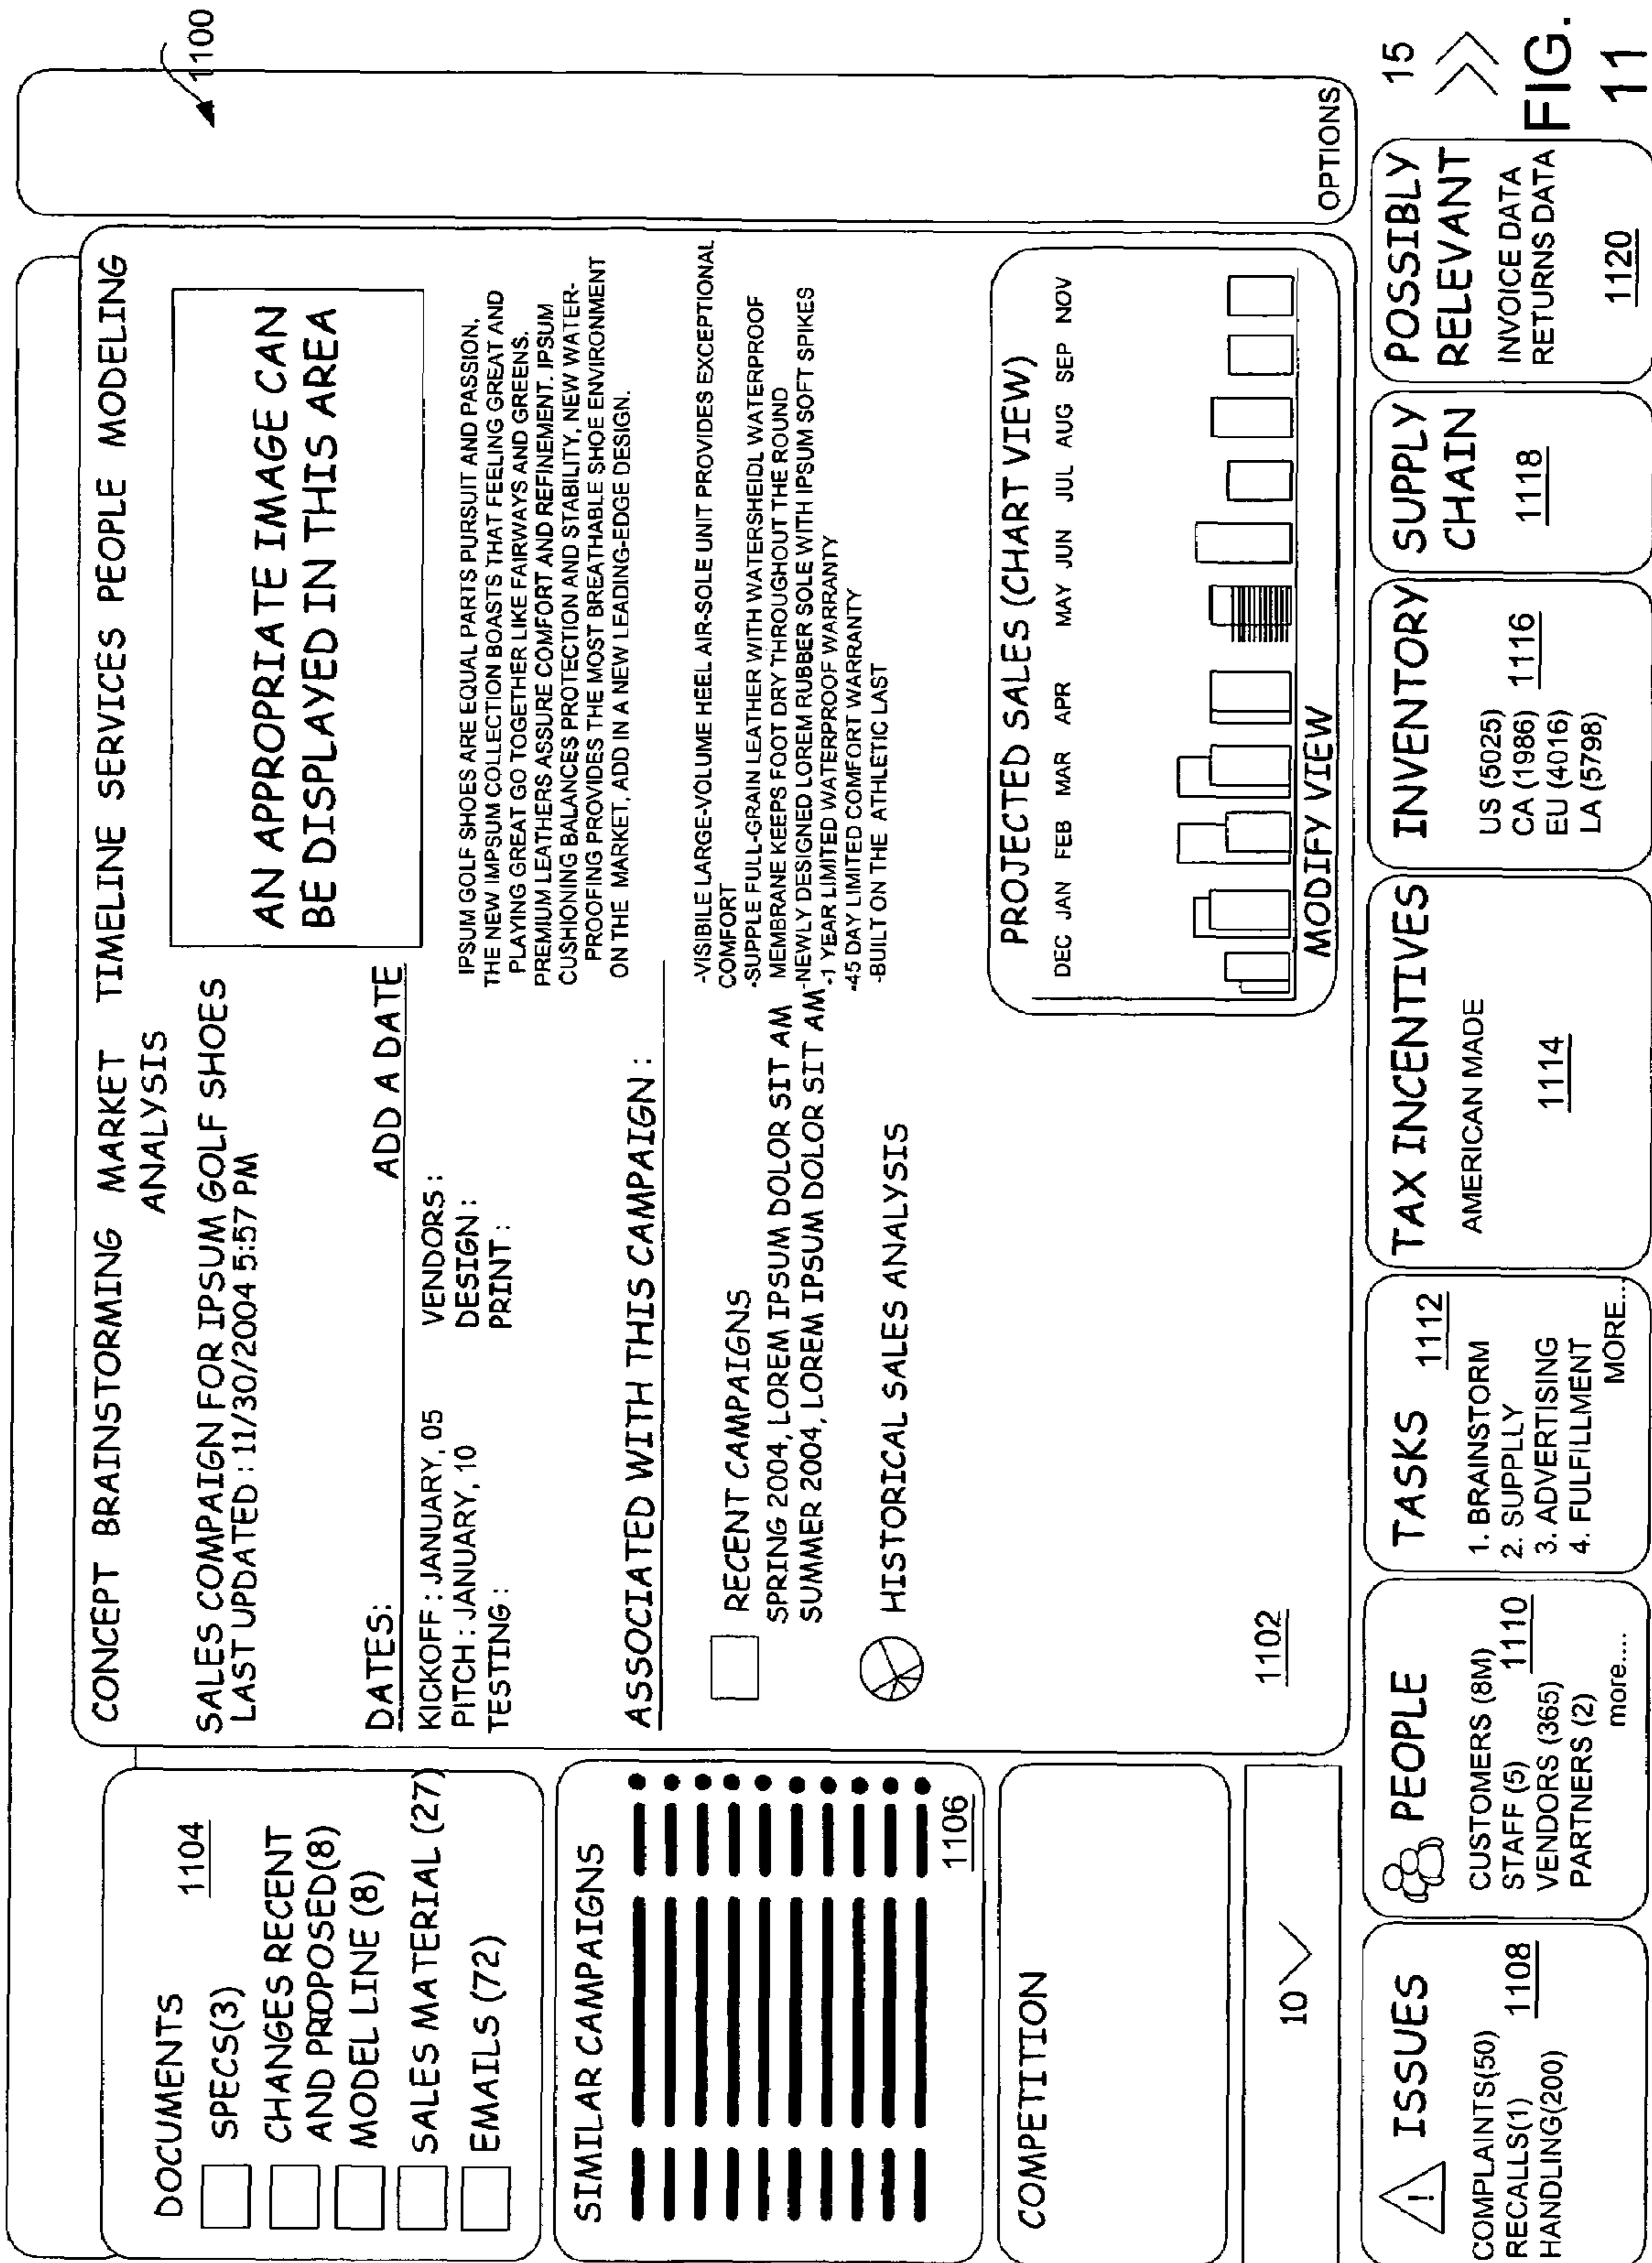 1100
DOCUMENTS
1104
SPECS(3)
CHANGES RECENT
AND PROPOSED(8)
MODEL LINE (8)
SALES MATERIAL (27)
EMAILS (72)
SIMILAR CAMPAIGNS
1106
COMPETITION
10
CONCEPT BRAINSTORMING MARKET TIMELINE SERVICES PEOPLE MODELING
ANALYSIS
SALES COMPAIGN FOR IPSUM GOLF SHOES
LAST UPDATED : 11/30/2004 5:57 PM
AN APPROPRIATE IMAGE CAN
BE DISPLAYED IN THIS AREA
DATES:
ADD A DATE
KICKOFF : JANUARY, 05
PITCH : JANUARY, 10
TESTING :
VENDORS :
DESIGN :
PRINT :
IPSUM GOLF SHOES ARE EQUAL PARTS PURSUIT AND PASSION,
THE NEW IMPSUM COLLECTION BOASTS THAT FEELING GREAT AND
PLAYING GREAT GO TOGETHER LIKE FAIRWAYS AND GREENS.
PREMIUM LEATHERS ASSURE COMFORT AND REFINEMENT. IPSUM
CUSHIONING BALANCES PROTECTION AND STABILITY, NEW WATER-
PROOFING PROVIDES THE MOST BREATHABLE SHOE ENVIRONMENT
ON THE MARKET, ADD IN A NEW LEADING-EDGE DESIGN.
ASSOCIATED WITH THIS CAMPAIGN :
RECENT CAMPAIGNS
SPRING 2004, LOREM IPSUM DOLOR SIT AM
SUMMER 2004, LOREM IPSUM DOLOR SIT AM
HISTORICAL SALES ANALYSIS
-VISIBILE LARGE-VOLUME HEEL AIR-SOLE UNIT PROVIDES EXCEPTIONAL
COMFORT
-SUPPLE FULL-GRAIN LEATHER WITH WATERSHEIDL WATERPROOF
MEMBRANE KEEPS FOOT DRY THROUGHOUT THE ROUND
-NEWLY DESIGNED LOREM RUBBER SOLE WITH IPSUM SOFT SPIKES
-1 YEAR LIMITED WATERPROOF WARRANTY
-45 DAY LIMITED COMFORT WARRANTY
-BUILT ON THE ATHLETIC LAST
PROJECTED SALES (CHART VIEW)
DEC JAN FEB MAR APR MAY JUN JUL AUG SEP NOV
MODIFY VIEW
1102
OPTIONS
! ISSUES
COMPLAINTS(50)
RECALLS(1)
1108
HANDLING(200)
PEOPLE
CUSTOMERS (8M)
STAFF (5)
1110
VENDORS (365)
PARTNERS (2)
more....
TASKS
1112
1. BRAINSTORM
2. SUPPLLY
3. ADVERTISING
4. FULFILLMENT
MORE...
TAX INCENTIVES
AMERICAN MADE
1114
INVENTORY
US (5025)
CA (1986)
1116
EU (4016)
LA (5798)
SUPPLY
CHAIN
1118
POSSIBLY
RELEVANT
INVOICE DATA
RETURNS DATA
1120
15
FIG.
11